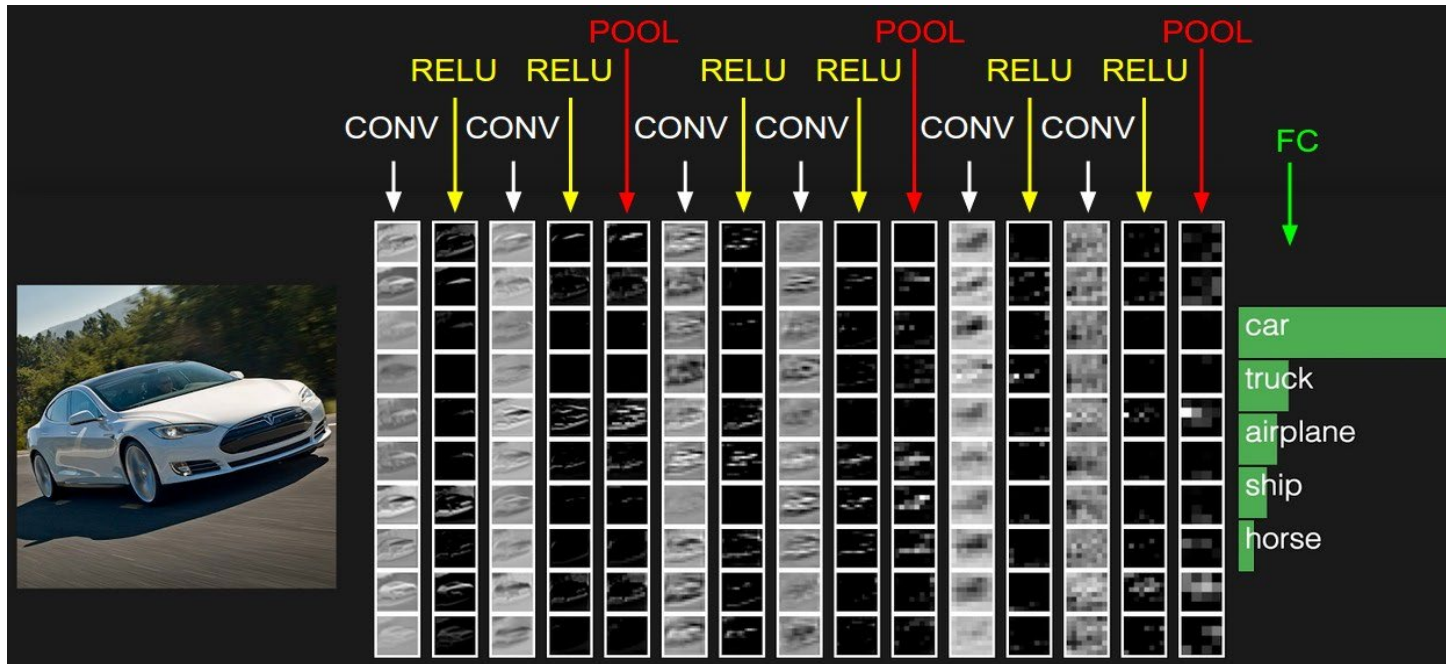 POOL POOL POOL
RELU RELU RELU RELU RELU RELU
CONV CONV CONV CONV CONV CONV
FC
car
truck
airplane
ship
horse